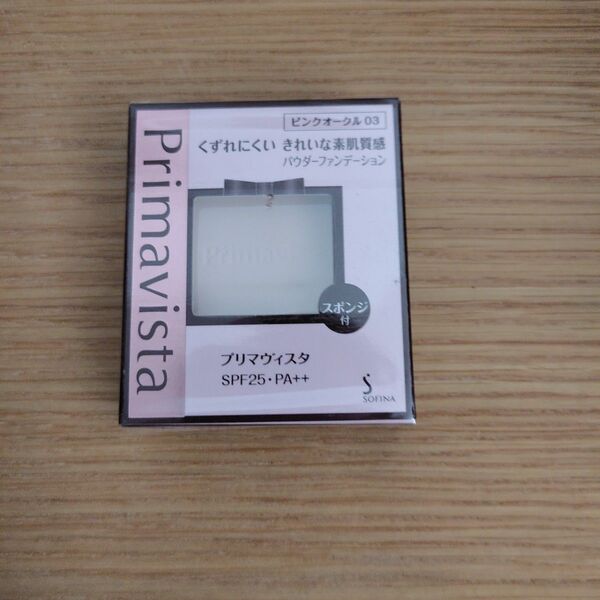 Primavista
ピンクオークル 03
くずれにくい きれいな素肌質感
パウダーファンデーション
スポンジ
付
プリマヴィスタ
SPF25・PA++
SOFINA